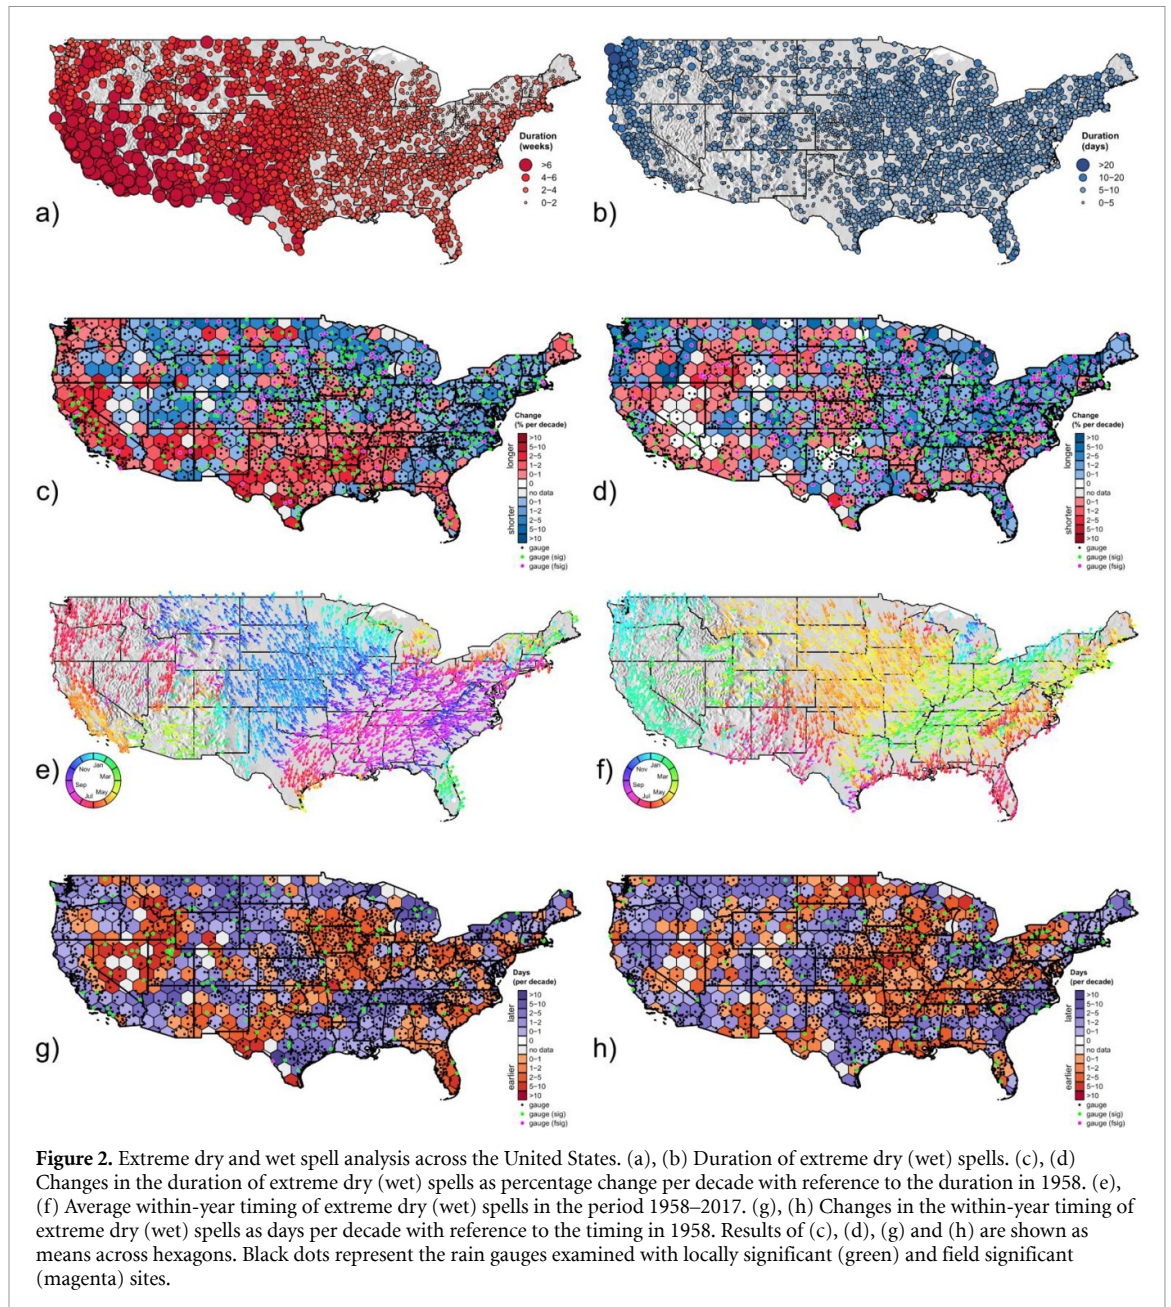 Duration
(weeks)
>6
4−6
2−4
0−2
a)
Duration
(days)
>20
10−20
5−10
0−5
b)
Change
(% per decade)
longer
>10
5−10
2−5
1−2
0−1
0
no data
shorter
0−1
1−2
2−5
5−10
>10
gauge
gauge (sig)
gauge (fsig)
c)
Change
(% per decade)
longer
>10
5−10
2−5
1−2
0−1
0
no data
shorter
0−1
1−2
2−5
5−10
>10
gauge
gauge (sig)
gauge (fsig)
d)
e)
Nov Jan
Sep Mar
Jul May
f)
Nov Jan
Sep Mar
Jul May
Days
(per decade)
later
>10
5−10
2−5
1−2
0−1
0
no data
earlier
0−1
1−2
2−5
5−10
>10
gauge
gauge (sig)
gauge (fsig)
g)
Days
(per decade)
later
>10
5−10
2−5
1−2
0−1
0
no data
earlier
0−1
1−2
2−5
5−10
>10
gauge
gauge (sig)
gauge (fsig)
h)
Figure 2. Extreme dry and wet spell analysis across the United States. (a), (b) Duration of extreme dry (wet) spells. (c), (d)
Changes in the duration of extreme dry (wet) spells as percentage change per decade with reference to the duration in 1958. (e),
(f) Average within-year timing of extreme dry (wet) spells in the period 1958–2017. (g), (h) Changes in the within-year timing of
extreme dry (wet) spells as days per decade with reference to the timing in 1958. Results of (c), (d), (g) and (h) are shown as
means across hexagons. Black dots represent the rain gauges examined with locally significant (green) and field significant
(magenta) sites.